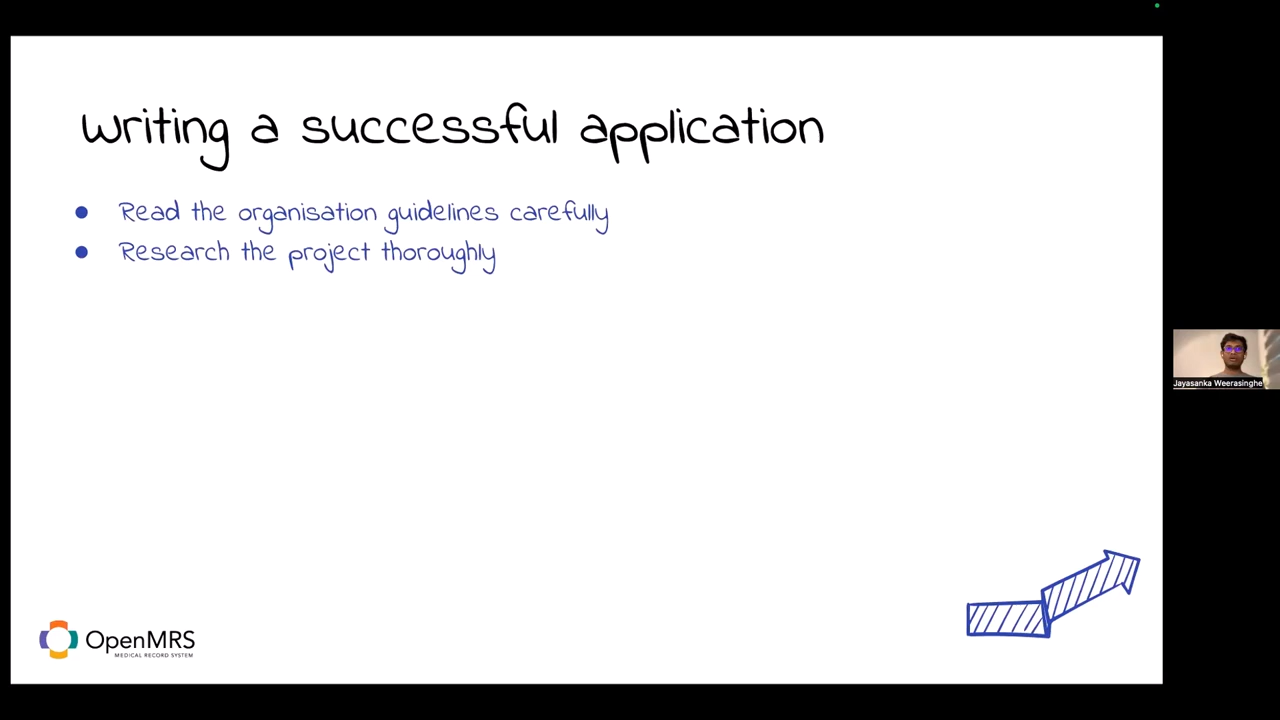 writing a successful application
● Read the organisation guidelines carefully
● Research the project thoroughly
Jayasanka Weerasinghe
OpenMRS
MEDICAL RECORD SYSTEM